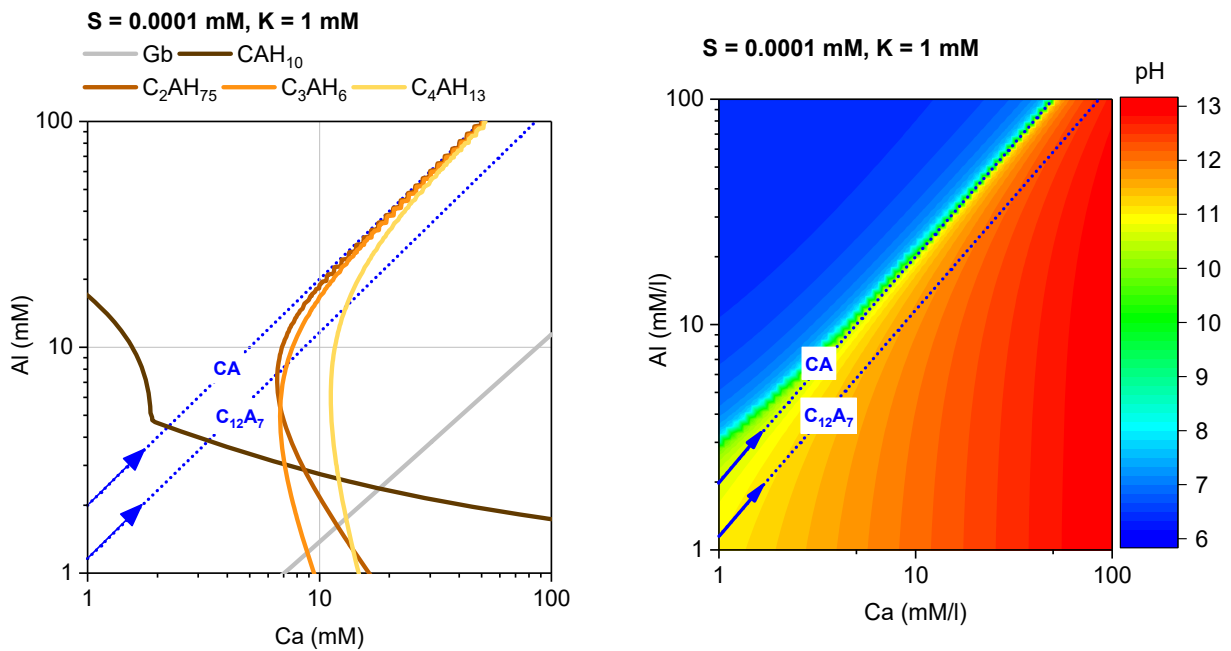 S = 0.0001 mM, K = 1 mM
Gb CAH10
C2AH75 C3AH6 C4AH13
100
10
1
Al (mM)
CA
C12A7
1 10 100
Ca (mM)
S = 0.0001 mM, K = 1 mM
pH
100
10
1
Al (mM/l)
CA
C12A7
1 10 100
Ca (mM/l)
13
12
11
10
10
9
8
7
6